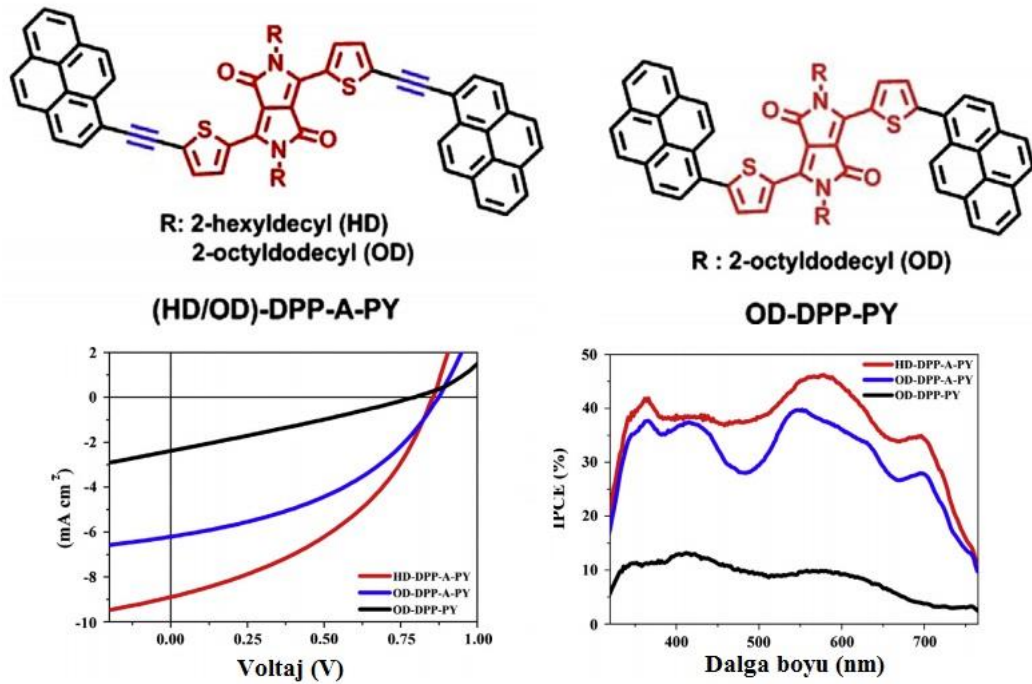 R
O
N
S
S
N
O
R
R: 2-hexyldecyl (HD)
2-octyldodecyl (OD)
(HD/OD)-DPP-A-PY
R
O
N
S
S
N
O
R
R : 2-octyldodecyl (OD)
OD-DPP-PY
2
0
-2
-4
-6
-8
-10
(mA cm²)
HD-DPP-A-PY
OD-DPP-A-PY
OD-DPP-PY
0.00 0.25 0.50 0.75 1.00
Voltaj (V)
50
40
30
20
10
0
IPCE (%)
HD-DPP-A-PY
OD-DPP-A-PY
OD-DPP-PY
400 500 600 700
Dalga boyu (nm)